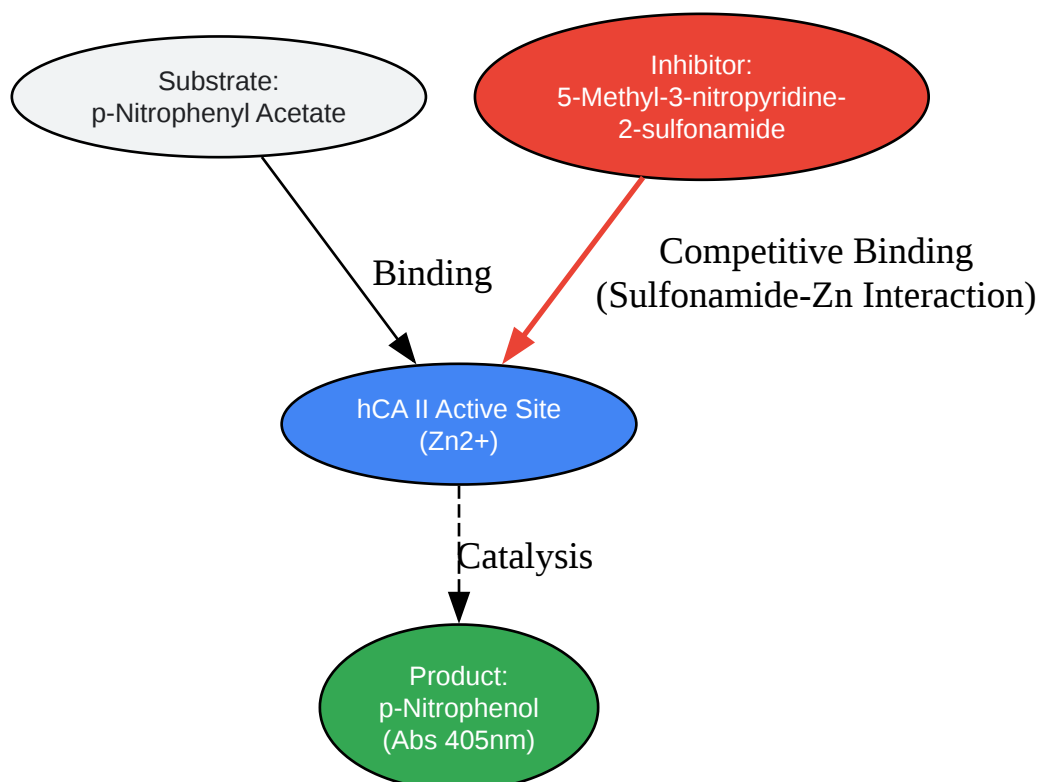 Substrate:
p-Nitrophenyl Acetate
Inhibitor:
5-Methyl-3-nitropyridine-
2-sulfonamide
Binding
Competitive Binding
(Sulfonamide-Zn Interaction)
hCA II Active Site
(Zn2+)
Catalysis
Product:
p-Nitrophenol
(Abs 405nm)